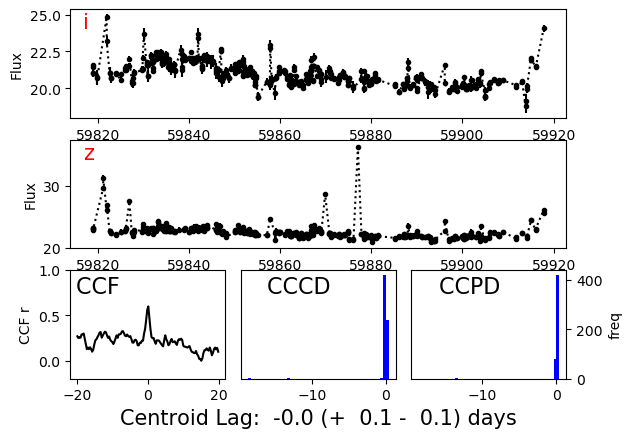 i
25.0
22.5
20.0
Flux
59820 59840 59860 59880 59900 59920
z
30
20
Flux
59820 59840 59860 59880 59900 59920
CCF
CCCD
CCPD
1.0
0.5
0.0
CCF r
400
200
0
freq
−20 0 20
−10 0
−10 0
Centroid Lag: -0.0 (+ 0.1 - 0.1) days